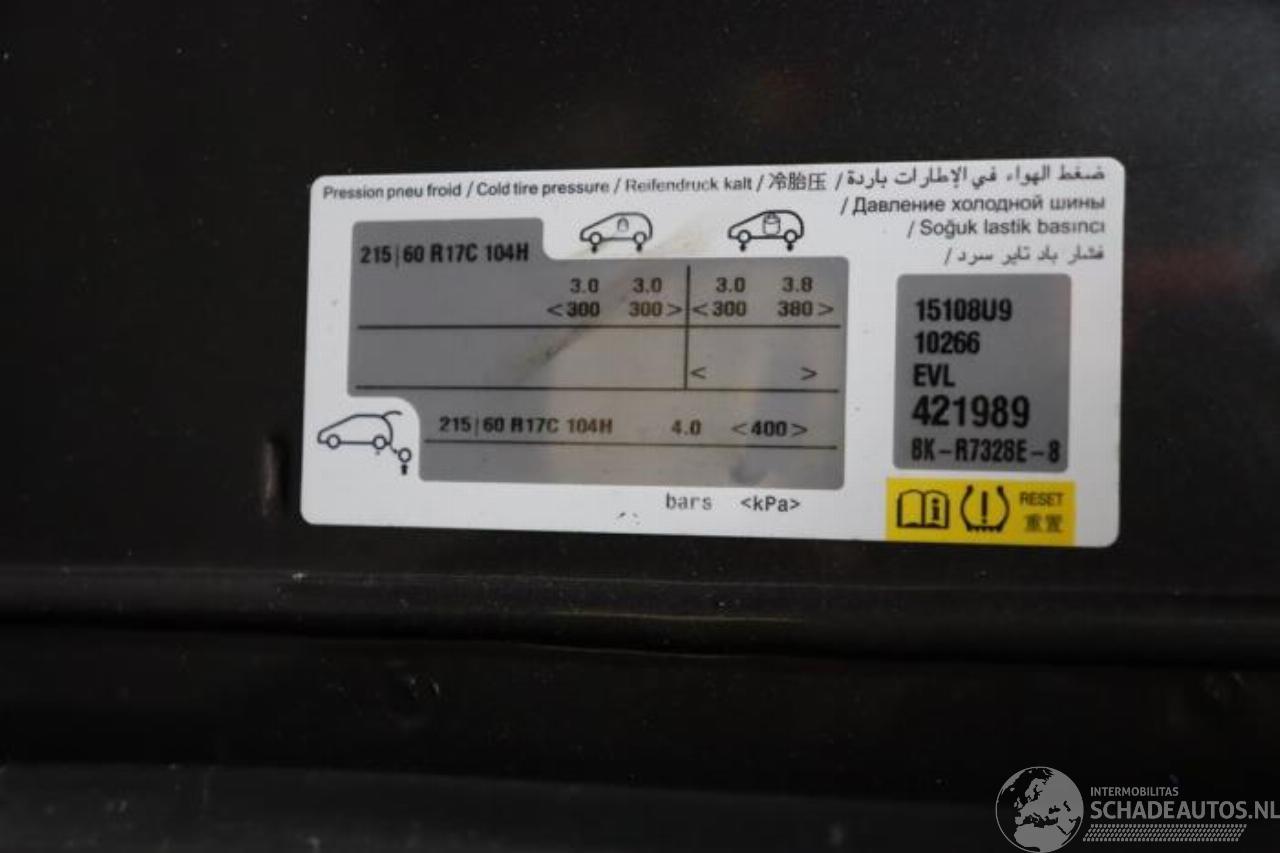 Pression pneu froid / Cold tire pressure / Reifendruck kalt / 冷胎压 / ضغط الهواء في الإطارات باردة
/ Давление холодной шины
/ Soğuk lastik basıncı
/ فشار باد تایر سرد
215|60 R17C 104H
3.0 3.0 3.0 3.8
<300 300> <300 380>
< >
215|60 R17C 104H 4.0 <400>
bars <kPa>
15108U9
10266
EVL
421989
8K-R7328E-8
RESET
重置
INTERMOBILITAS
SCHADEAUTOS.NL